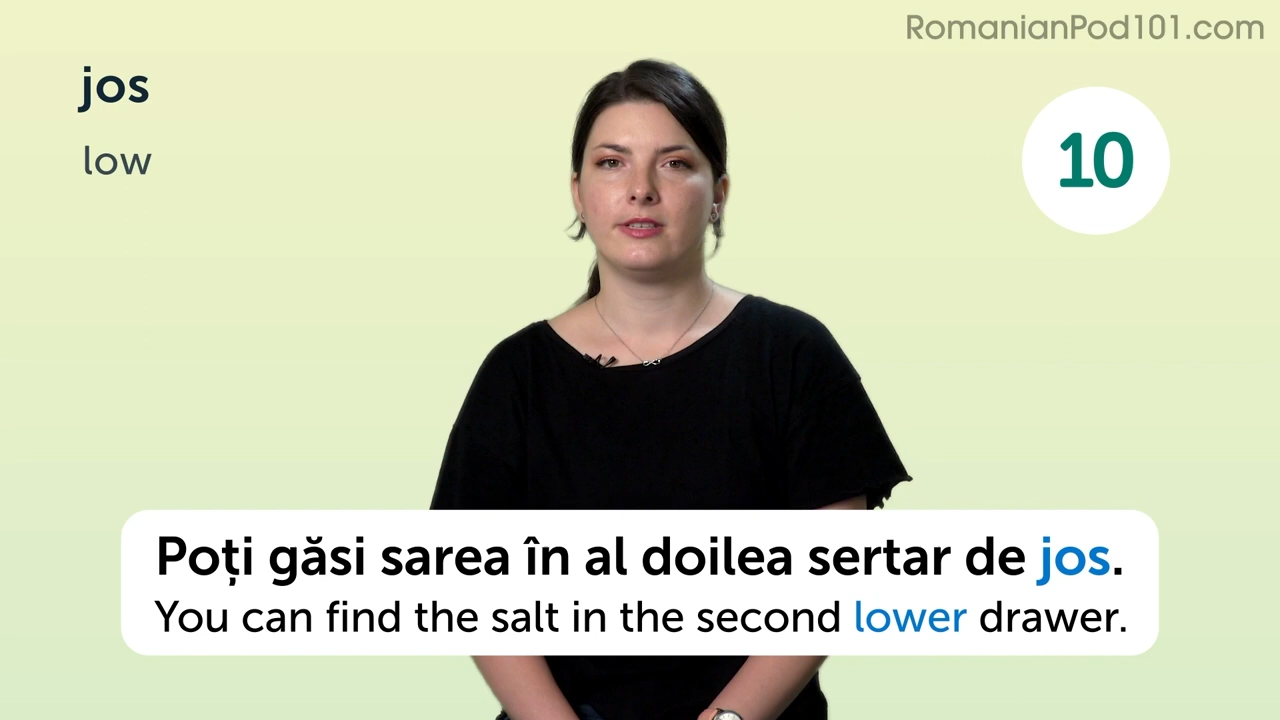 RomanianPod101.com
jos
low
10
Poți găsi sarea în al doilea sertar de jos.
You can find the salt in the second lower drawer.